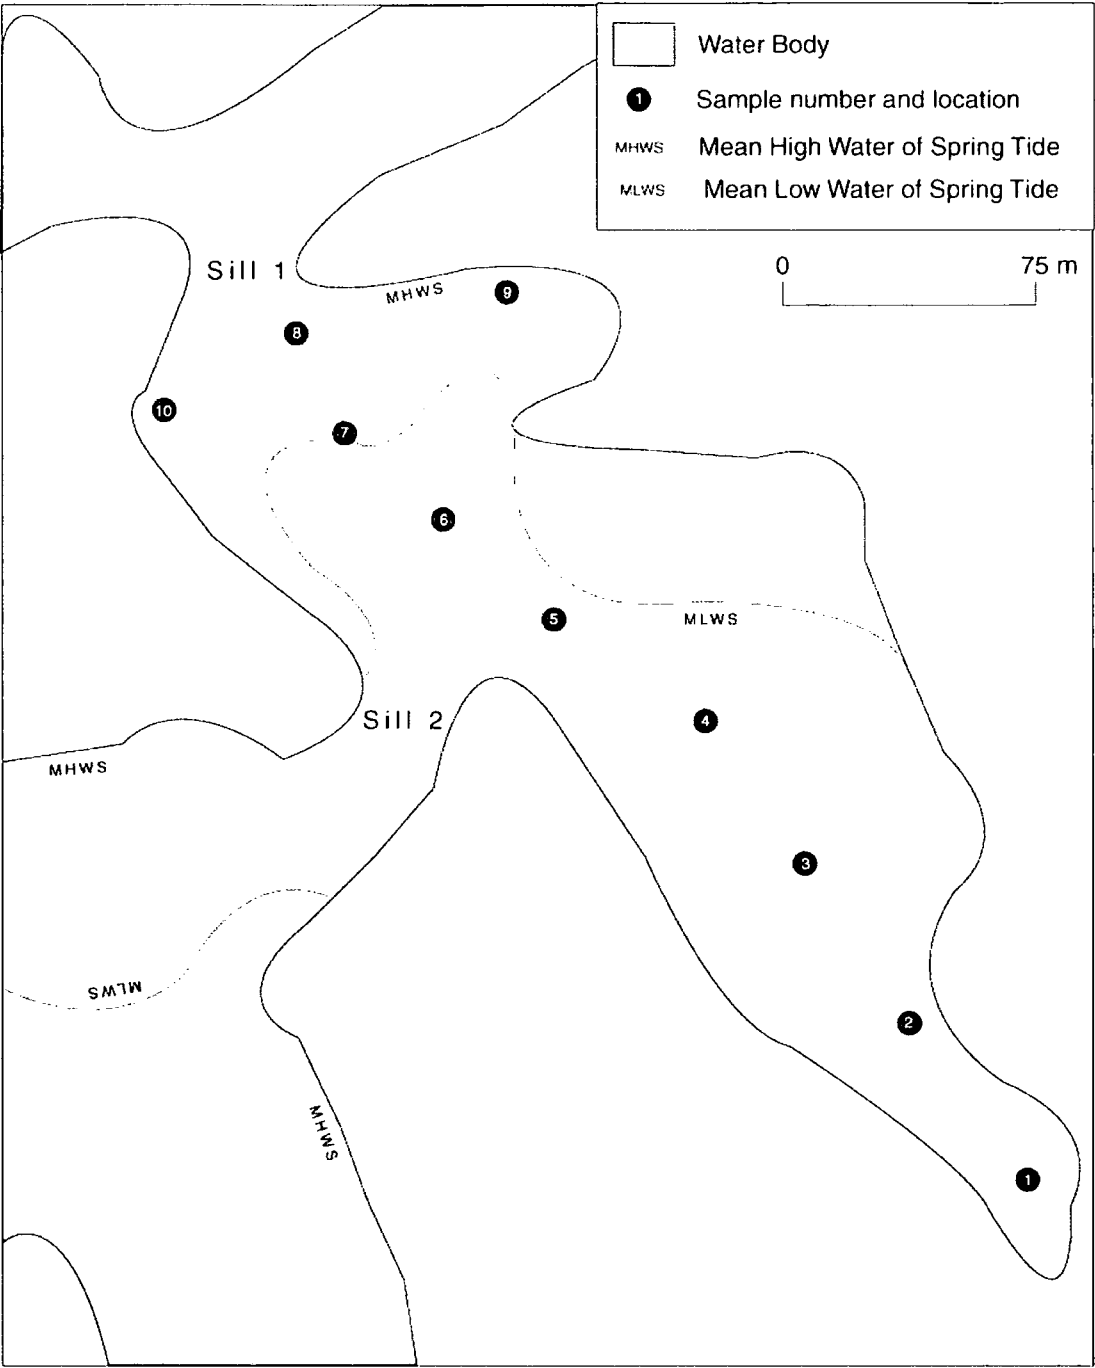 Water Body
1 Sample number and location
MHWS Mean High Water of Spring Tide
MLWS Mean Low Water of Spring Tide
0 75 m
Sill 1
MHWS
9
8
10
7
6
5
MLWS
Sill 2
4
MHWS
3
MLWS
2
MHWS
1